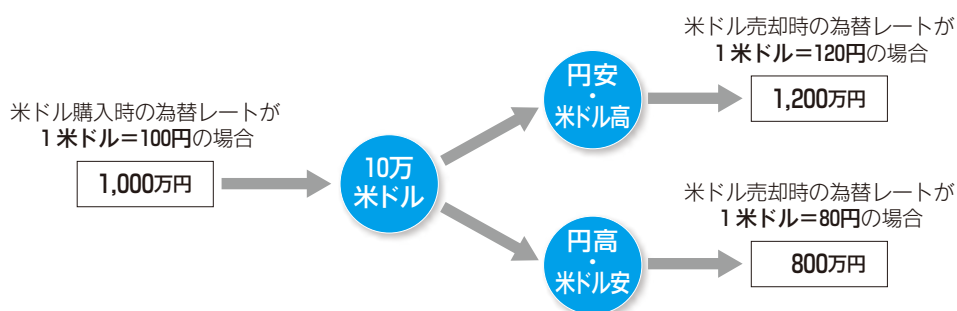 米ドル購入時の為替レートが
1米ドル＝100円の場合
1,000万円
10万
米ドル
円安
・
米ドル高
米ドル売却時の為替レートが
1米ドル＝120円の場合
1,200万円
円高
・
米ドル安
米ドル売却時の為替レートが
1米ドル＝80円の場合
800万円